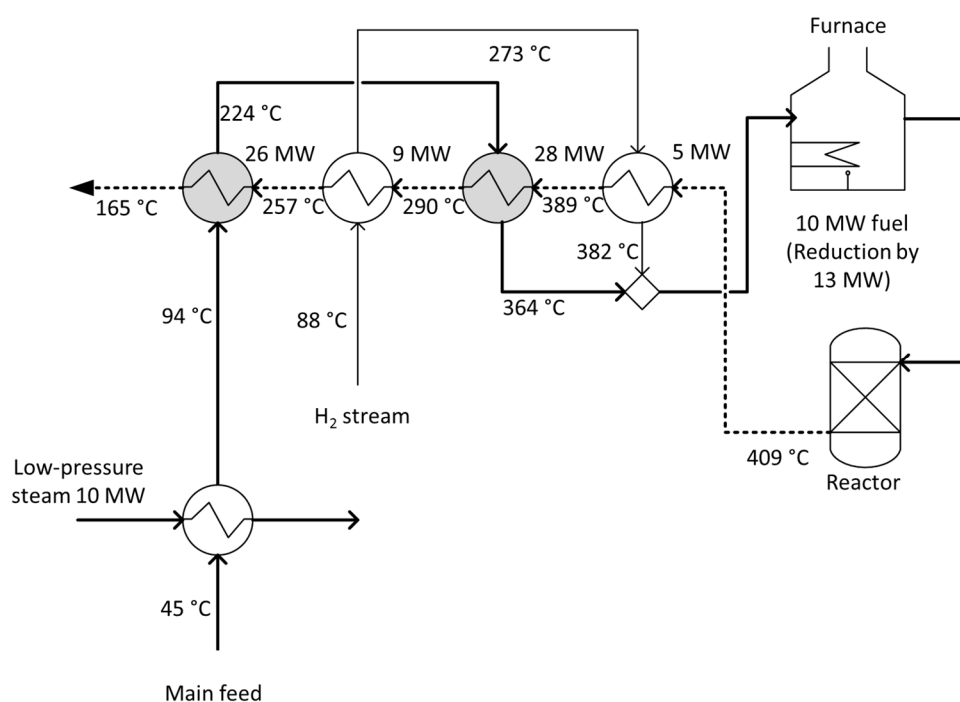 Furnace
273 °C
224 °C
26 MW
9 MW
28 MW
5 MW
165 °C
257 °C
290 °C
389 °C
10 MW fuel
(Reduction by
13 MW)
382 °C
364 °C
94 °C
88 °C
H₂ stream
409 °C
Reactor
Low-pressure
steam 10 MW
45 °C
Main feed